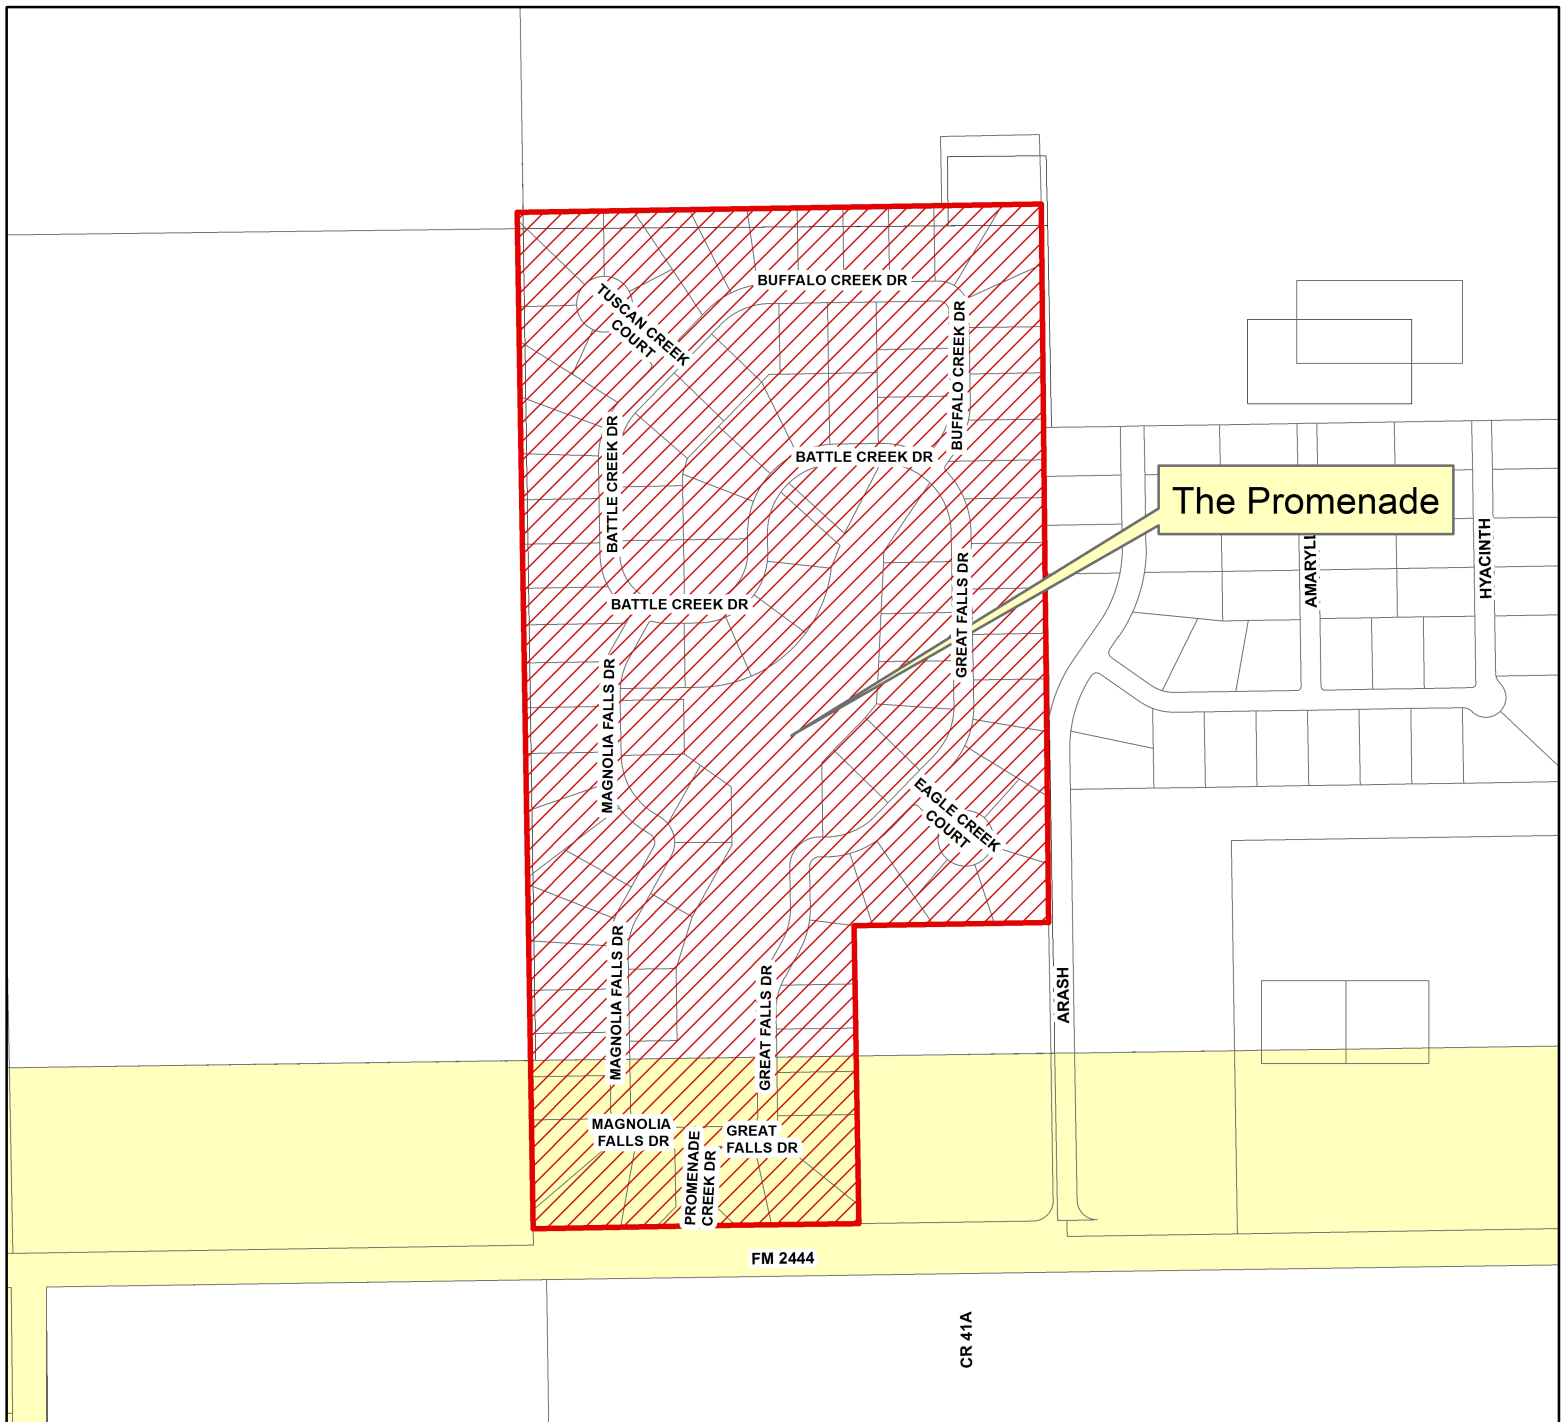 BUFFALO CREEK DR
TUSCAN CREEK
COURT
BUFFALO CREEK DR
BATTLE CREEK DR
BATTLE CREEK DR
The Promenade
AMARYLL
HYACINTH
BATTLE CREEK DR
GREAT FALLS DR
MAGNOLIA FALLS DR
EAGLE CREEK
COURT
MAGNOLIA FALLS DR
GREAT FALLS DR
ARASH
MAGNOLIA
FALLS DR
GREAT
FALLS DR
PROMENADE
CREEK DR
FM 2444
CR 41A